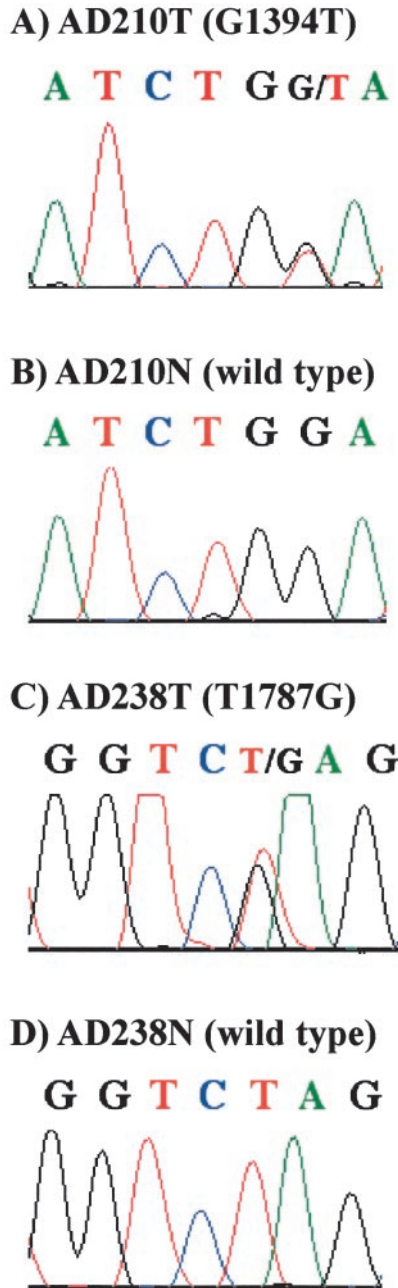 A) AD210T (G1394T)
A T C T G G/T A
B) AD210N (wild type)
A T C T G G A
C) AD238T (T1787G)
G G T C T/G A G
D) AD238N (wild type)
G G T C T A G